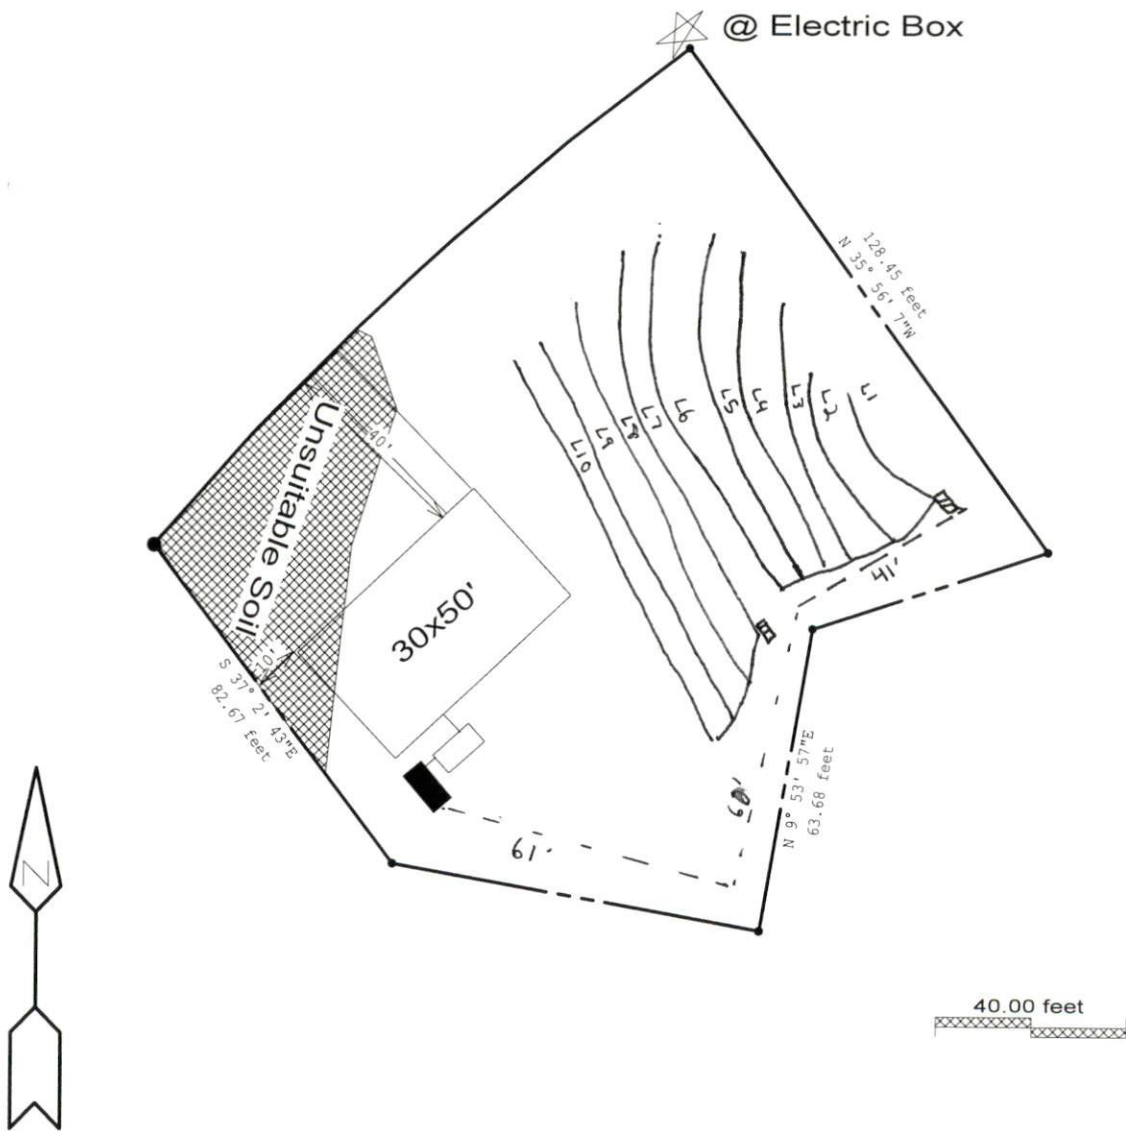 @ Electric Box
128.45 feet
N 35° 56' 7"W
L1
L2
L3
L4
L5
L6
L7
L8
L9
L10
40'
Unsuitable Soil
30x50'
41'
S 37° 2' 43"E
82.67 feet
N 9° 53' 57"E
63.68 feet
61'
N
40.00 feet